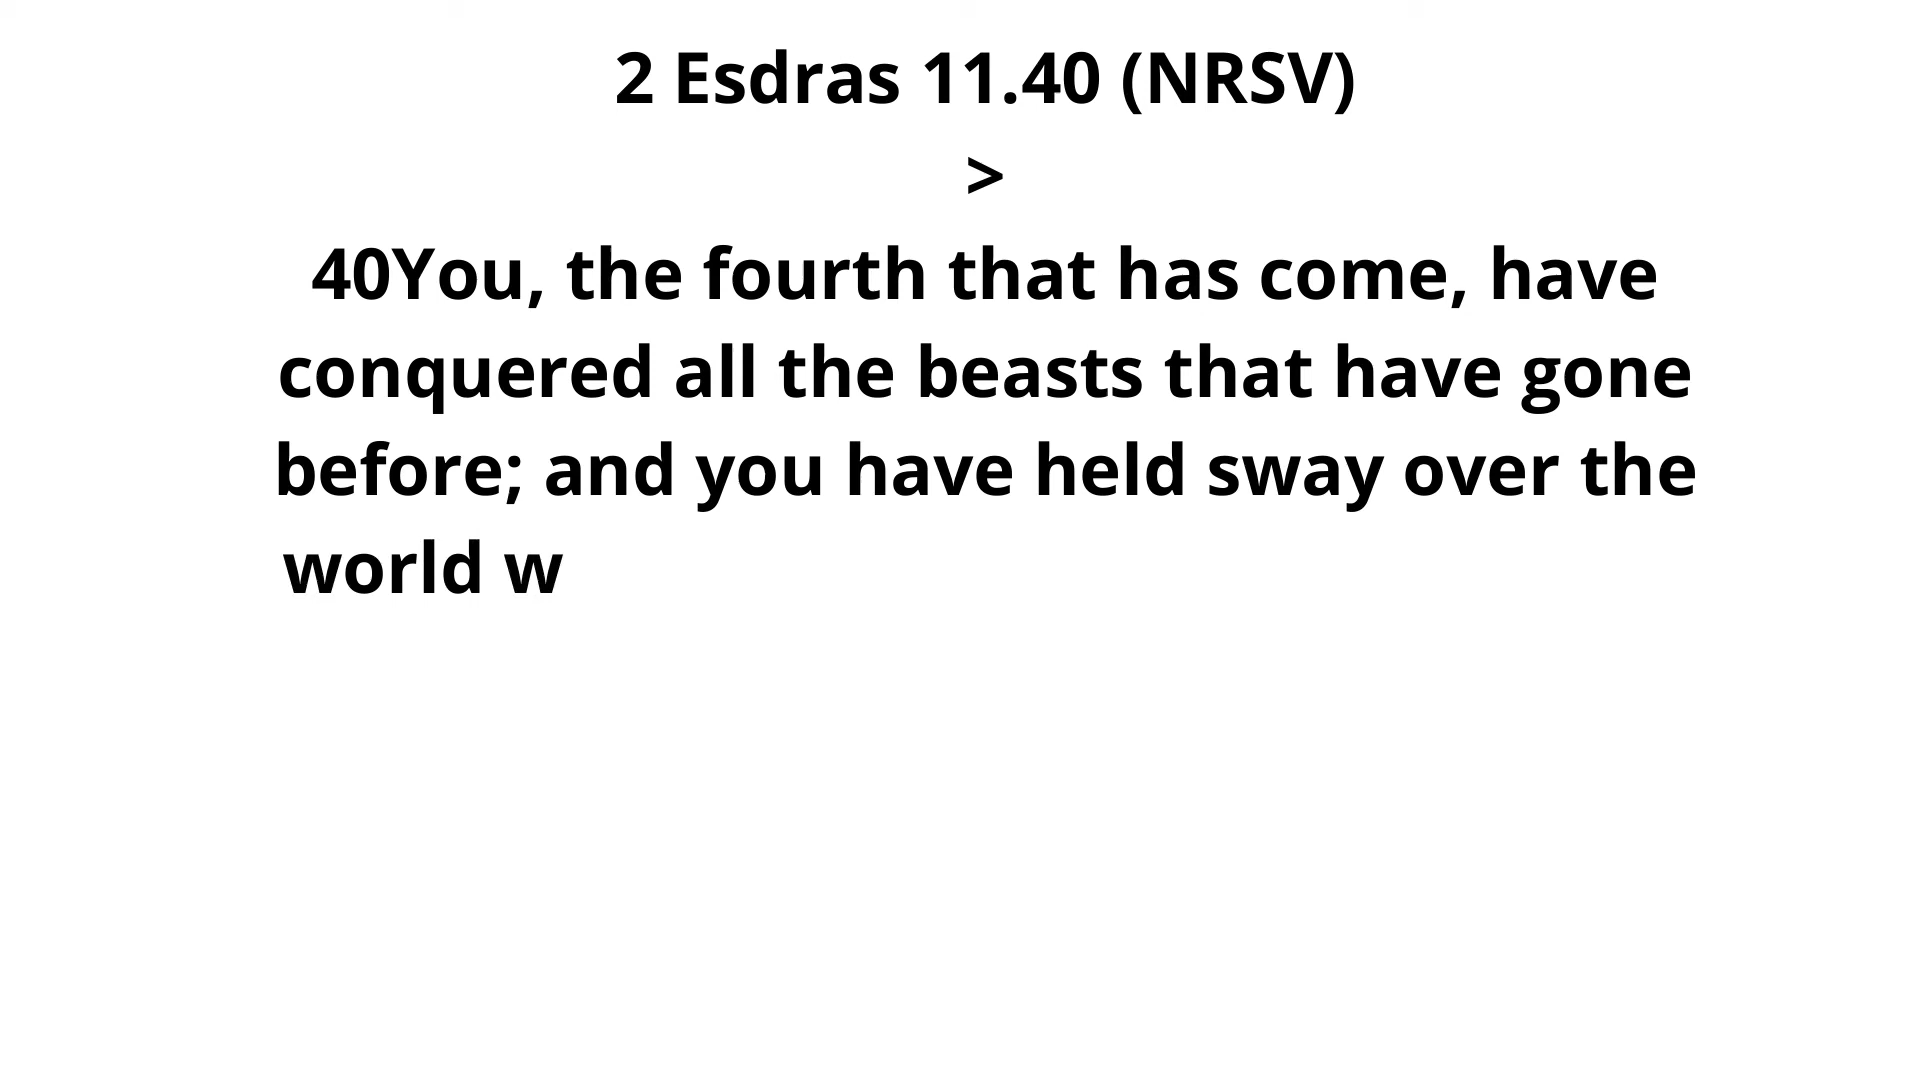 2 Esdras 11.40 (NRSV)
>
40You, the fourth that has come, have
conquered all the beasts that have gone
before; and you have held sway over the
world w